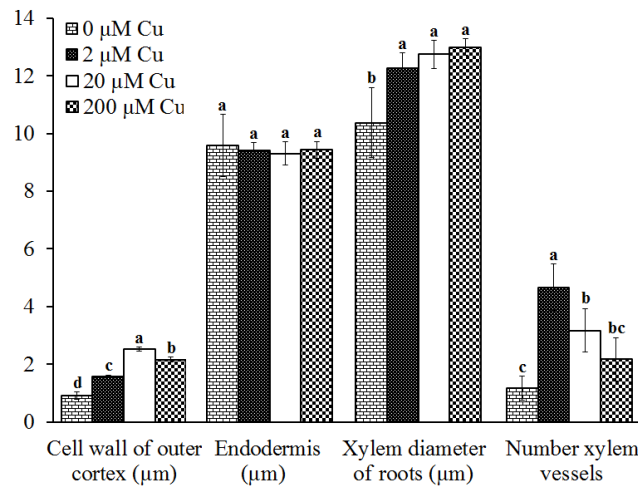 14
12
10
8
6
4
2
0
0 µM Cu
2 µM Cu
20 µM Cu
200 µM Cu
d c a b
a a a a
b a a a
c a b bc
Cell wall of outer
cortex (µm)
Endodermis
(µm)
Xylem diameter
of roots (µm)
Number xylem
vessels